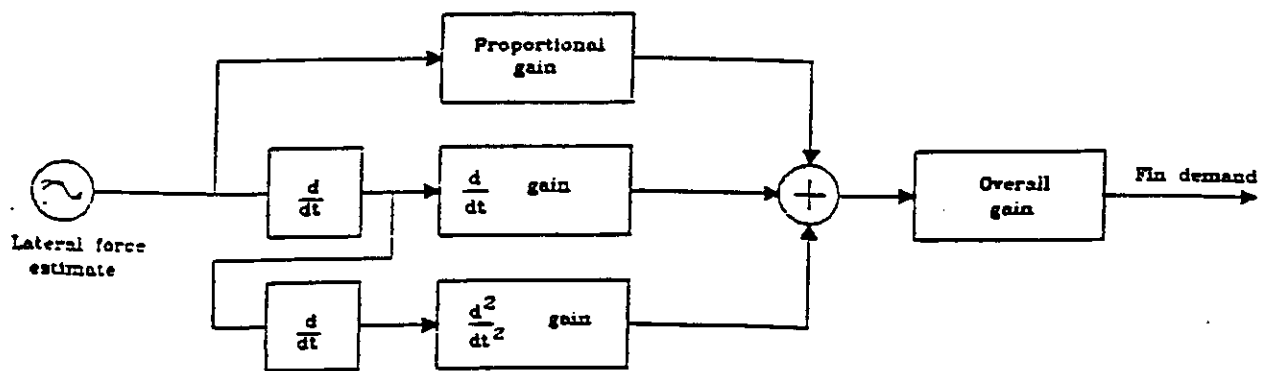 Proportional
gain
d
dt
d
dt
gain
+
Overall
gain
Fin demand
Lateral force
estimate
d
dt
d²
dt²
gain